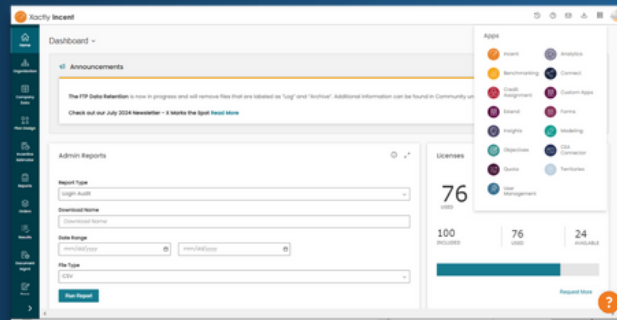 Xactly Incent
Home
Organization
Company Data
Plan Design
Incentive Estimator
Reports
Orders
Results
Document Mgmt
Dashboard
Announcements
The FTP Data Retention is now in progress and will remove files that are labeled as "Log" and "Archive". Additional information can be found in Community un
Check out our July 2024 Newsletter - X Marks the Spot Read More
Admin Reports
Report Type
Login Audit
Download Name
Download Name
Date Range
mm/dd/yyyy
mm/dd/yyyy
File Type
CSV
Run Report
Licenses
76
USED
100
INCLUDED
76
USED
24
AVAILABLE
Request More
?
Apps
Incent
Analytics
Benchmarking
Connect
Credit Assignment
Custom Apps
Extend
Forms
Insights
Modeling
Objectives
Connector
Quota
Territories
User Management